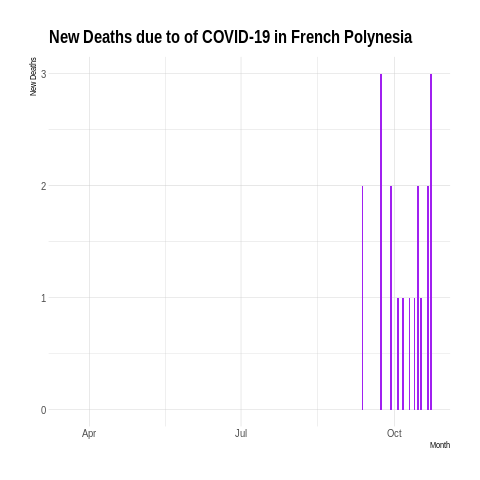 New Deaths due to of COVID-19 in French Polynesia
New Deaths
3
2
1
0
Apr
Jul
Oct
Month